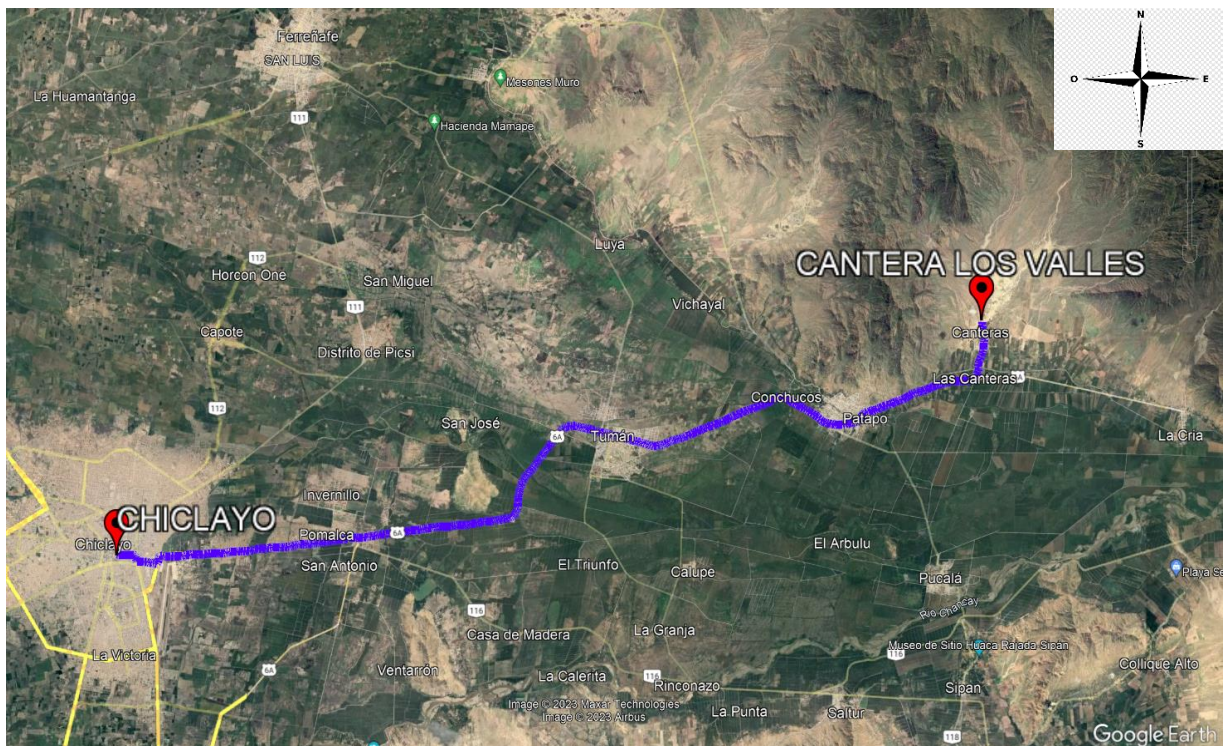 N
Ferreñafe
SAN LUIS
O
E
Mesones Muro
La Huamantanga
111
Hacienda Mamape
S
Luya
112
Horcon One
San Miguel
CANTERA LOS VALLES
Vichayal
111
Capote
Canteras
Distrito de Picsi
Las Canteras
Conchucos
112
San José
Patapo
6A
Tumán
La Cria
Invernillo
CHICLAYO
Chiclayo
Pomalca
6A
El Arbulu
San Antonio
El Triunfo
Calupe
Pucalá
Rio Chancay
116
La Granja
Casa de Madera
Museo de Sitio Huaca Rajada Sipán
La Victoria
116
Collique Alto
6A
Ventarrón
La Calerita
116
Rinconazo
Sipan
Image © 2023 Maxar Technologies
La Punta
Saltur
Image © 2023 Airbus
118
Google Earth